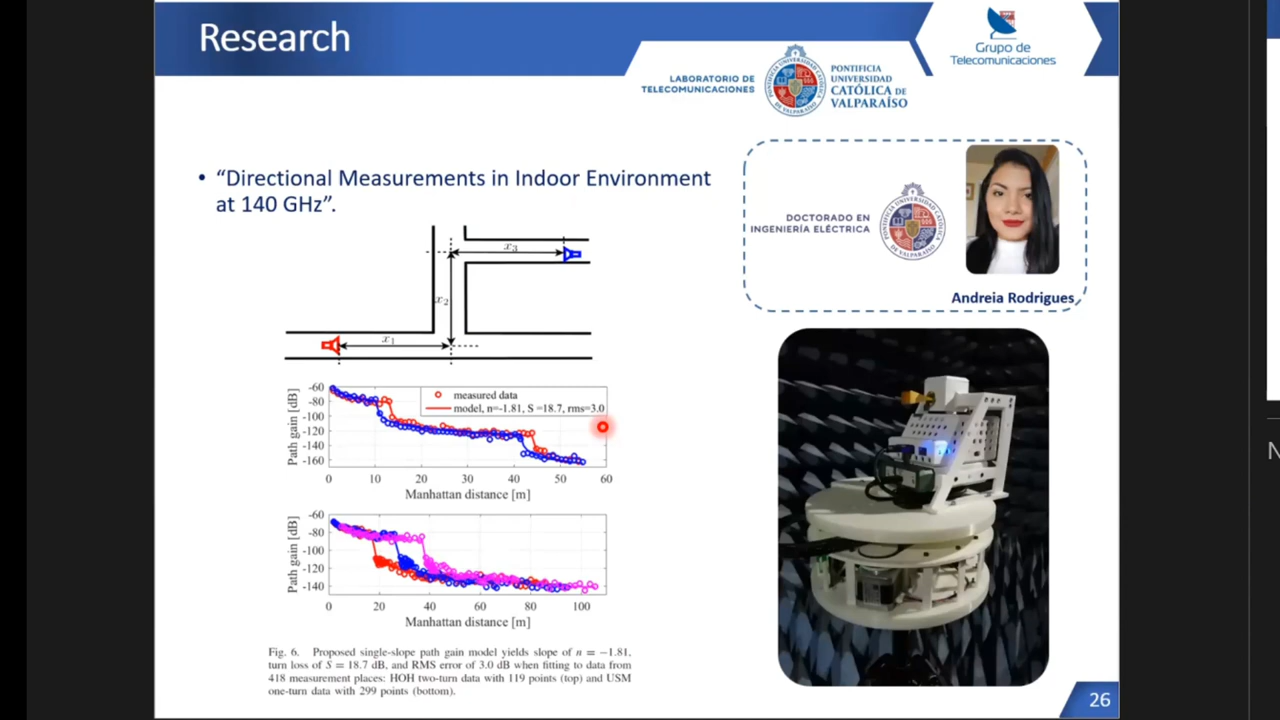 Research
Grupo de
Telecomunicaciones
LABORATORIO DE
TELECOMUNICACIONES
PONTIFICIA
UNIVERSIDAD
CATÓLICA DE
VALPARAÍSO
• “Directional Measurements in Indoor Environment
at 140 GHz”.
x3
x2
x1
DOCTORADO EN
INGENIERÍA ELÉCTRICA
Andreia Rodrigues
Path gain [dB]
-60
-80
-100
-120
-140
-160
measured data
model, n=-1.81, S =18.7, rms=3.0
0 10 20 30 40 50 60
Manhattan distance [m]
Path gain [dB]
-60
-80
-100
-120
-140
0 20 40 60 80 100
Manhattan distance [m]
Fig. 6. Proposed single-slope path gain model yields slope of n = −1.81,
turn loss of S = 18.7 dB, and RMS error of 3.0 dB when fitting to data from
418 measurement places: HOH two-turn data with 119 points (top) and USM
one-turn data with 299 points (bottom).
26
N